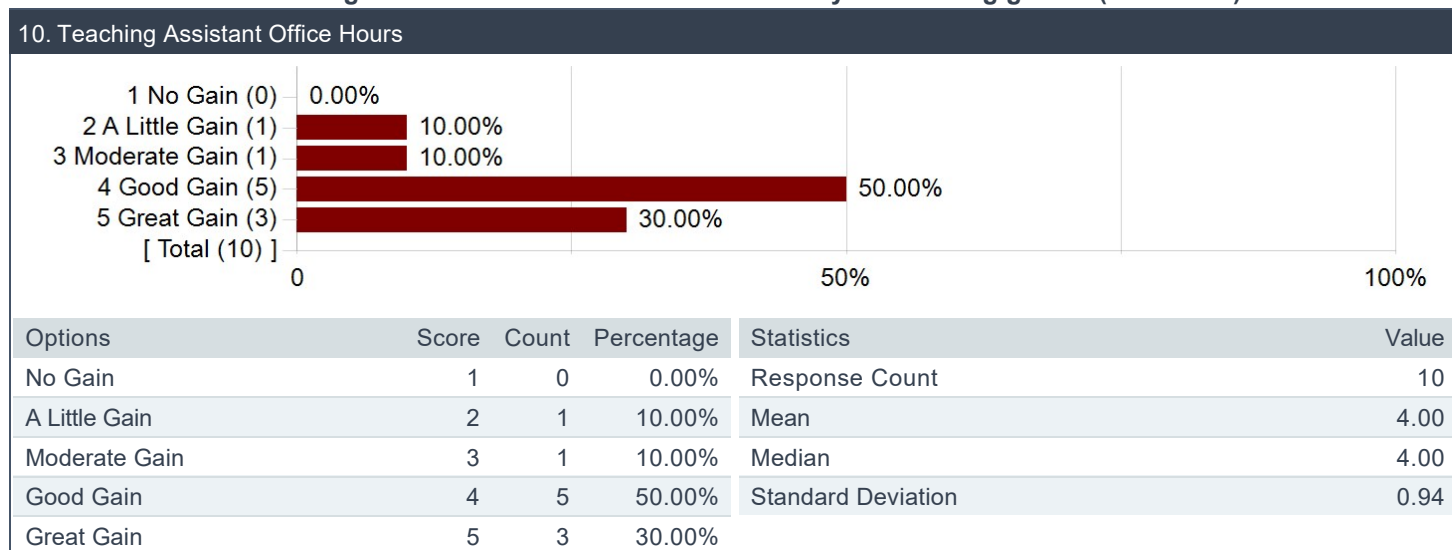 10. Teaching Assistant Office Hours
1 No Gain (0) 0.00%
2 A Little Gain (1) 10.00%
3 Moderate Gain (1) 10.00%
4 Good Gain (5) 50.00%
5 Great Gain (3) 30.00%
[ Total (10) ]
0 50% 100%
Options Score Count Percentage Statistics Value
No Gain 1 0 0.00% Response Count 10
A Little Gain 2 1 10.00% Mean 4.00
Moderate Gain 3 1 10.00% Median 4.00
Good Gain 4 5 50.00% Standard Deviation 0.94
Great Gain 5 3 30.00%